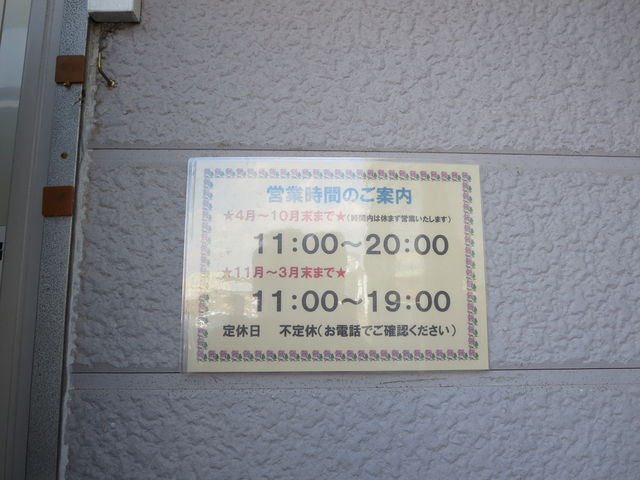 営業時間のご案内
★4月～10月末まで★(時間内は休まず営業いたします)
11:00～20:00
★11月～3月末まで★
11:00～19:00
定休日 不定休(お電話でご確認ください)